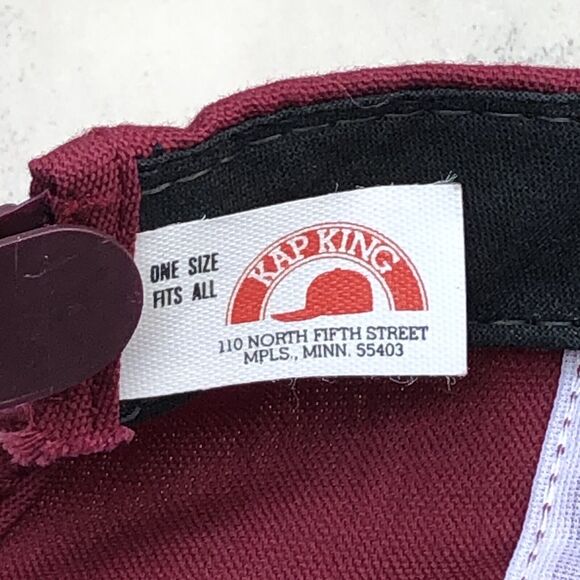 ONE SIZE
FITS ALL
KAP KING
110 NORTH FIFTH STREET
MPLS., MINN. 55403